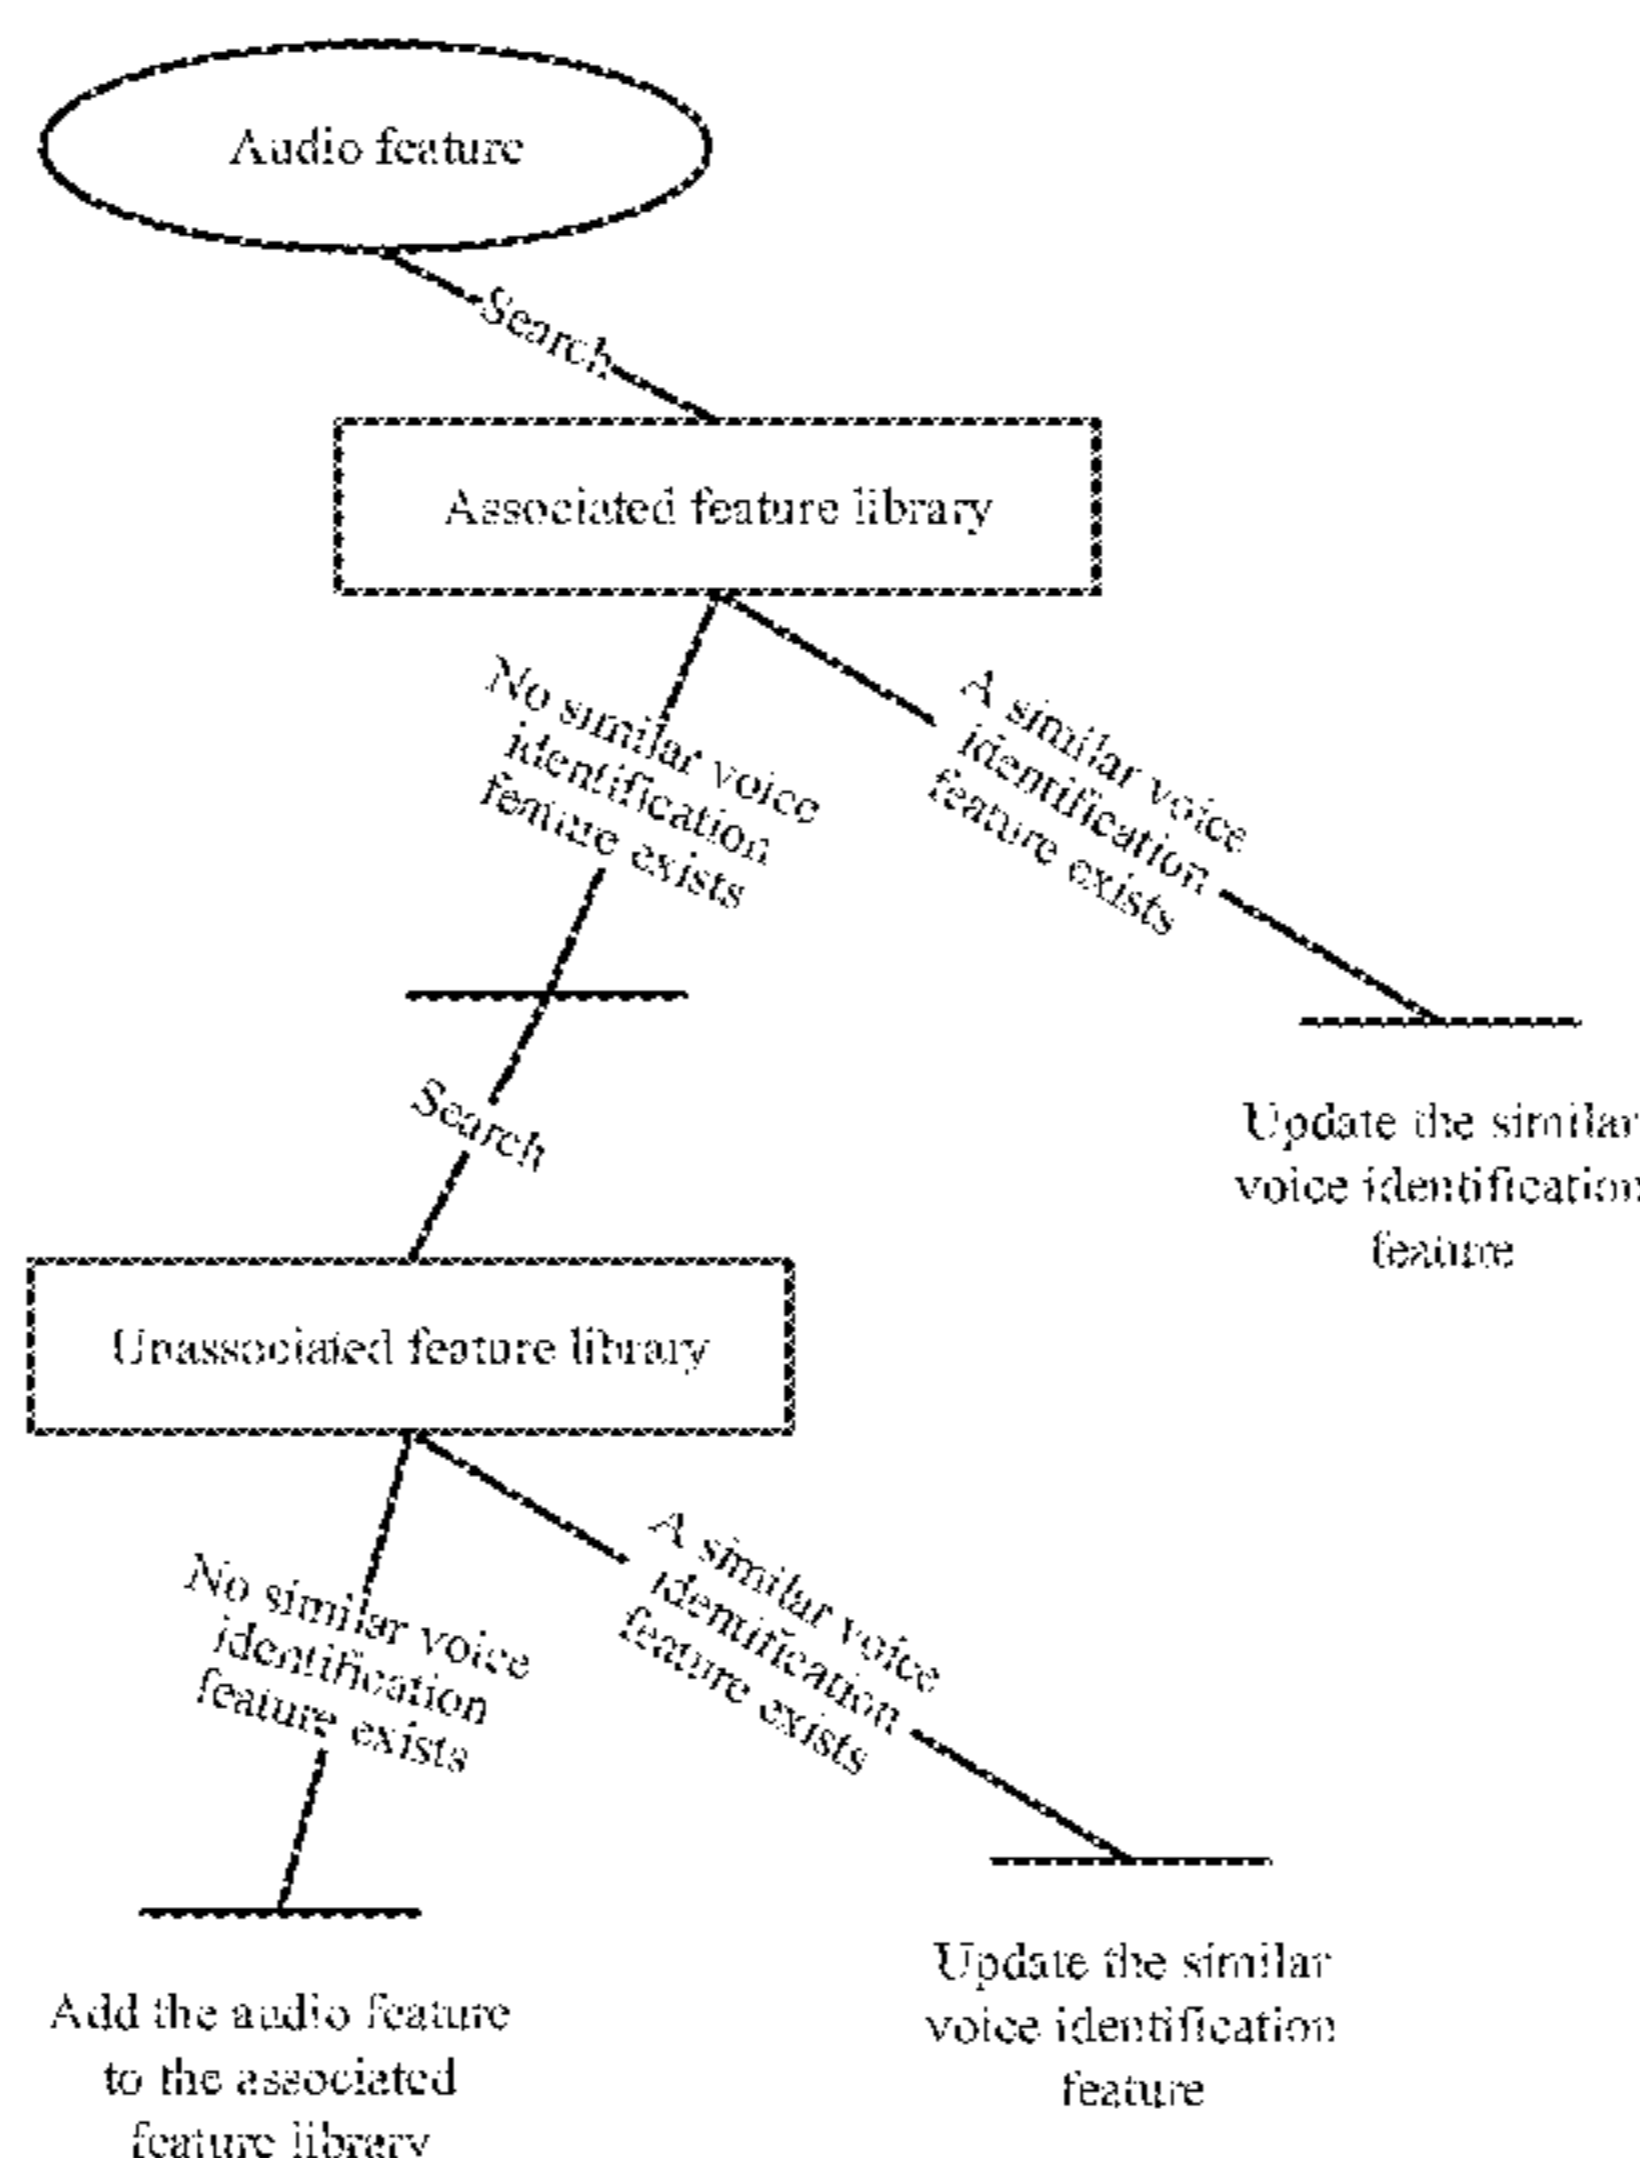 Audio feature
Search
Associated feature library
No similar voice
identification
feature exists
A similar voice
identification
feature exists
Search
Update the similar
voice identification
feature
Unassociated feature library
No similar voice
identification
feature exists
A similar voice
identification
feature exists
Update the similar
voice identification
feature
Add the audio feature
to the associated
feature library